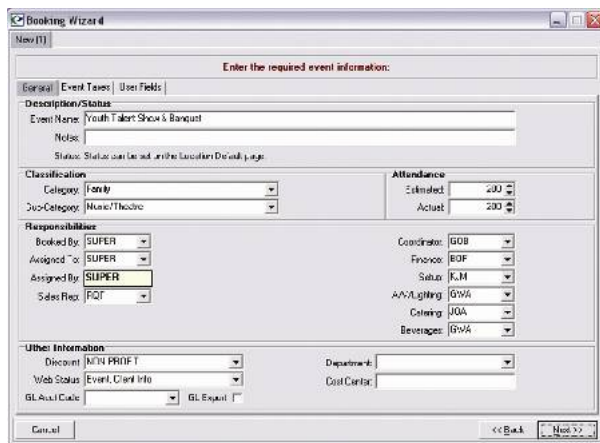 Booking Wizard
New (1)
Enter the required event information:
General Event Taxes User Fields
Description/Status
Event Name: Youth Talent Show & Banquet
Notes:
Status: Status can be set on the Location Default page.
Classification
Category: Family
Sub-Category: Music/Theatre
Attendance
Estimated: 200
Actual: 200
Responsibilities
Booked By: SUPER
Assigned To: SUPER
Assigned By: SUPER
Sales Rep:
Coordinator: GOB
Finance: BOF
Setup: KJM
A/V/Lighting: GWA
Catering: JOA
Beverages: GWA
Other Information
Discount: NON PROFIT
Web Status: Event, Client Info
GL Acct Code:
GL Export
Department:
Cost Center:
Cancel
<< Back Next >>